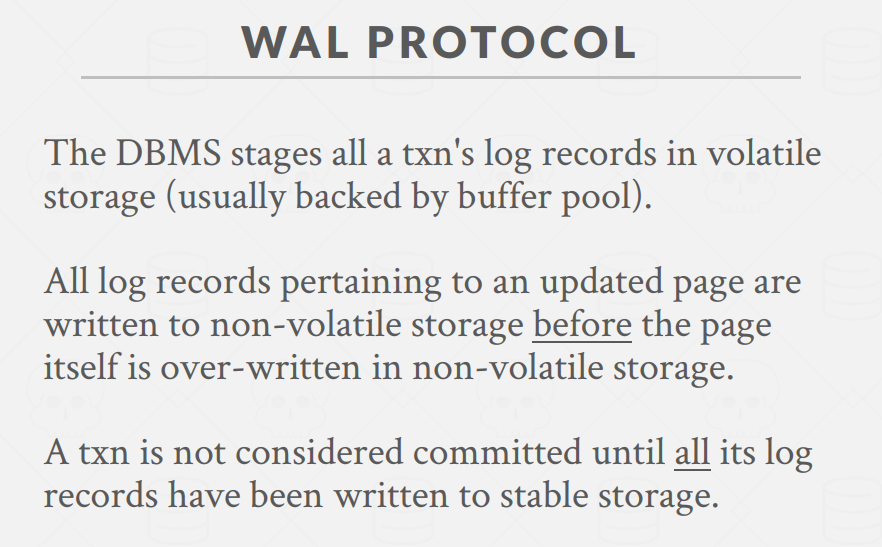 WAL PROTOCOL
The DBMS stages all a txn's log records in volatile
storage (usually backed by buffer pool).
All log records pertaining to an updated page are
written to non-volatile storage before the page
itself is over-written in non-volatile storage.
A txn is not considered committed until all its log
records have been written to stable storage.